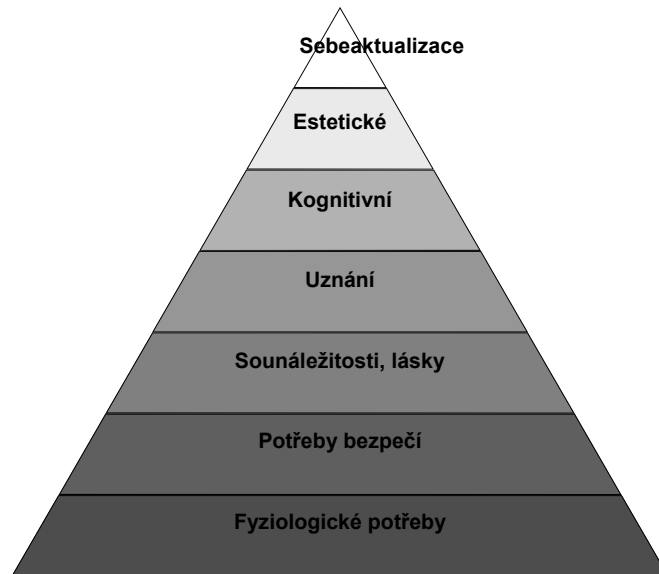 Sebeaktualizace
Estetické
Kognitivní
Uznání
Sounáležitosti, lásky
Potřeby bezpečí
Fyziologické potřeby